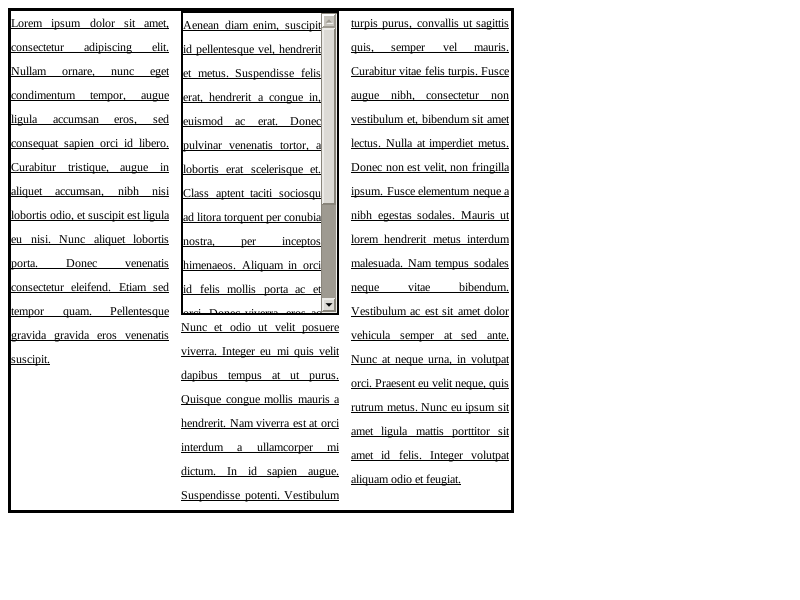 Lorem ipsum dolor sit amet,
consectetur adipiscing elit.
Nullam ornare, nunc eget
condimentum tempor, augue
ligula accumsan eros, sed
consequat sapien orci id libero.
Curabitur tristique, augue in
aliquet accumsan, nibh nisi
lobortis odio, et suscipit est ligula
eu nisi. Nunc aliquet lobortis
porta. Donec venenatis
consectetur eleifend. Etiam sed
tempor quam. Pellentesque
gravida gravida eros venenatis
suscipit.
Aenean diam enim, suscipit
id pellentesque vel, hendrerit
et metus. Suspendisse felis
erat, hendrerit a congue in,
euismod ac erat. Donec
pulvinar venenatis tortor, a
lobortis erat scelerisque et.
Class aptent taciti sociosqu
ad litora torquent per conubia
nostra, per inceptos
himenaeos. Aliquam in orci
id felis mollis porta ac et
orci. Donec viverra, eros ac
Nunc et odio ut velit posuere
viverra. Integer eu mi quis velit
dapibus tempus at ut purus.
Quisque congue mollis mauris a
hendrerit. Nam viverra est at orci
interdum a ullamcorper mi
dictum. In id sapien augue.
Suspendisse potenti. Vestibulum
turpis purus, convallis ut sagittis
quis, semper vel mauris.
Curabitur vitae felis turpis. Fusce
augue nibh, consectetur non
vestibulum et, bibendum sit amet
lectus. Nulla at imperdiet metus.
Donec non est velit, non fringilla
ipsum. Fusce elementum neque a
nibh egestas sodales. Mauris ut
lorem hendrerit metus interdum
malesuada. Nam tempus sodales
neque vitae bibendum.
Vestibulum ac est sit amet dolor
vehicula semper at sed ante.
Nunc at neque urna, in volutpat
orci. Praesent eu velit neque, quis
rutrum metus. Nunc eu ipsum sit
amet ligula mattis porttitor sit
amet id felis. Integer volutpat
aliquam odio et feugiat.